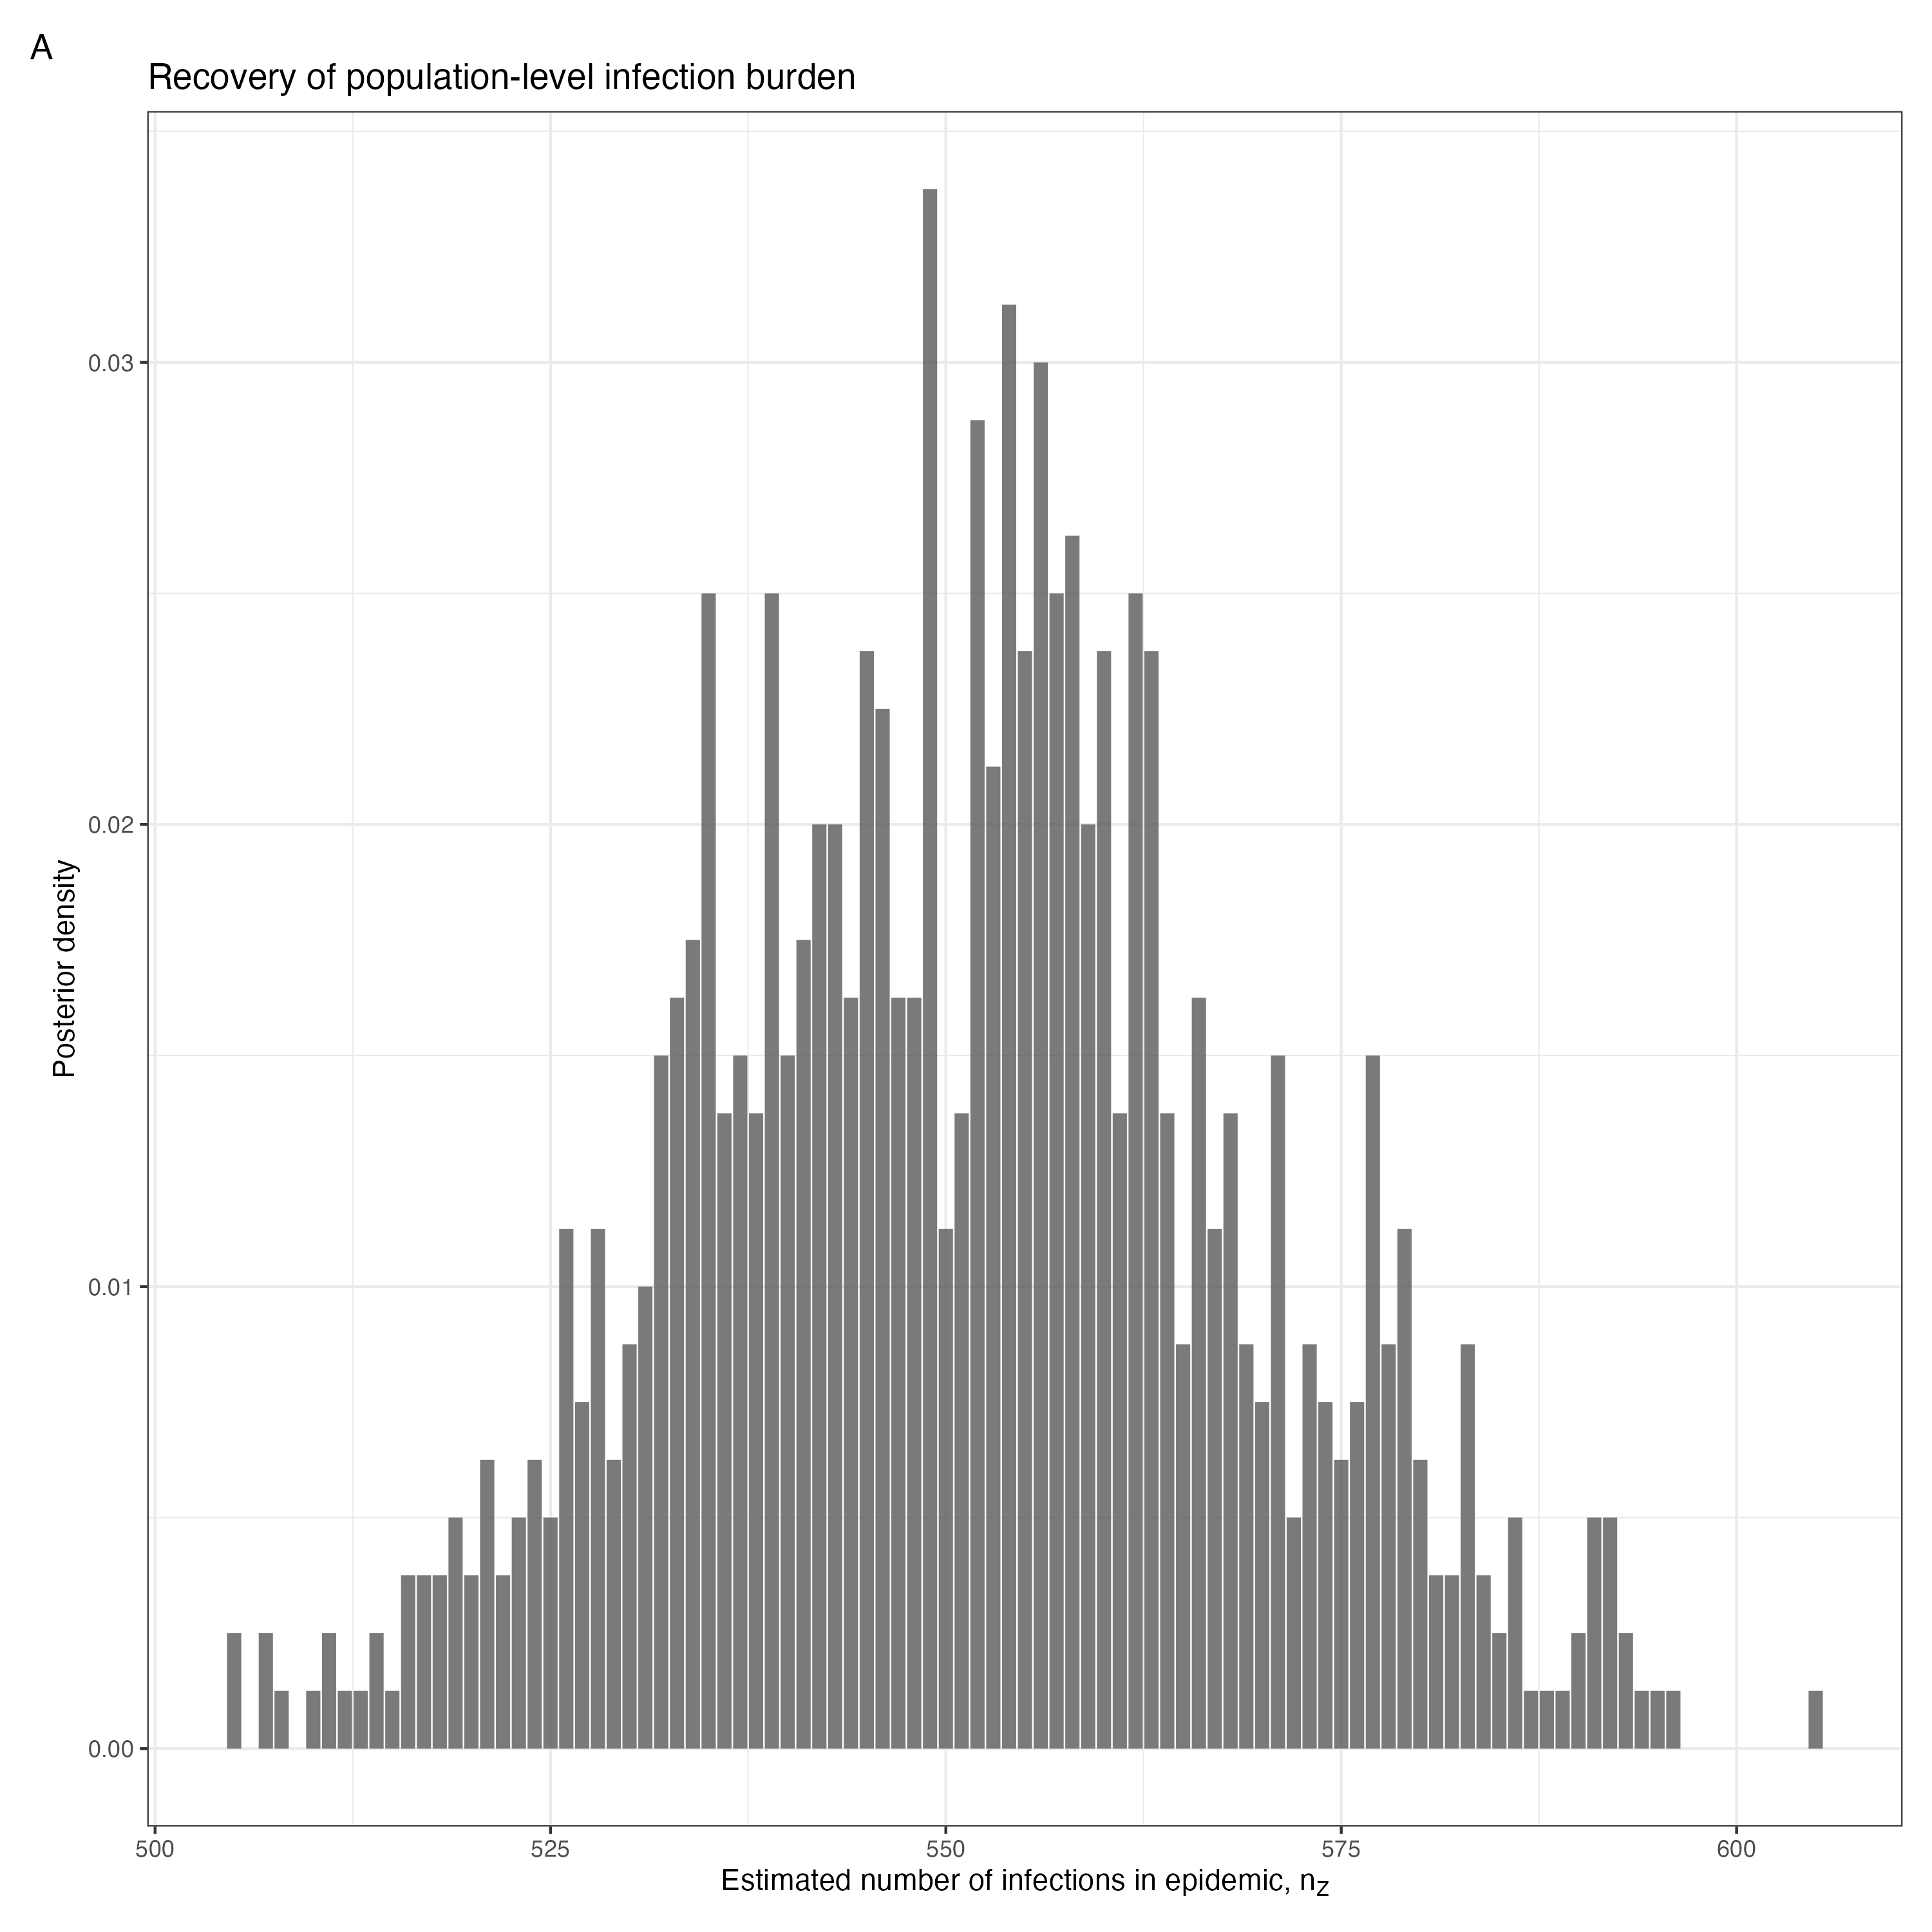 A
Recovery of population-level infection burden
Posterior density
0.03
0.02
0.01
0.00
500 525 550 575 600
Estimated number of infections in epidemic, nz